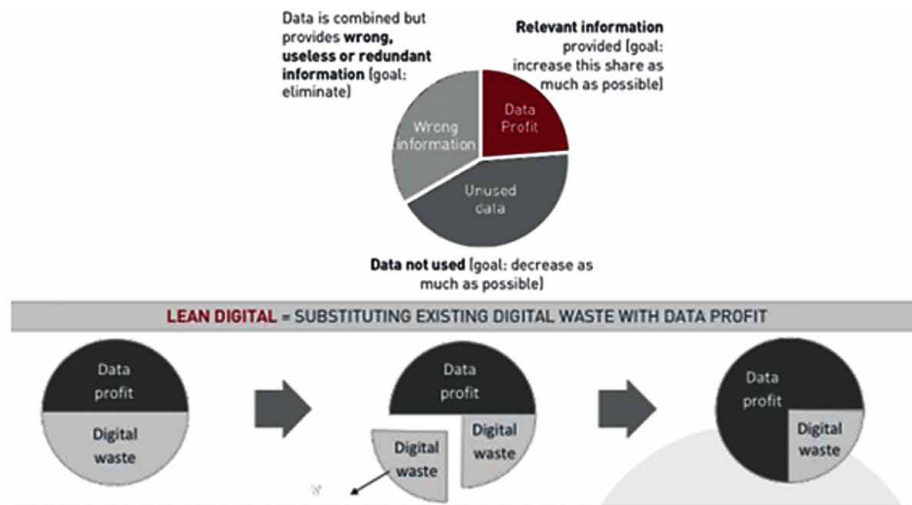 Data is combined but
provides wrong,
useless or redundant
information (goal:
eliminate)
Relevant information
provided (goal:
increase this share as
much as possible)
Wrong
information
Data
Profit
Unused
data
Data not used (goal: decrease as
much as possible)
LEAN DIGITAL = SUBSTITUTING EXISTING DIGITAL WASTE WITH DATA PROFIT
Data
profit
Digital
waste
Data
profit
Digital
waste
Digital
waste
Data
profit
Digital
waste